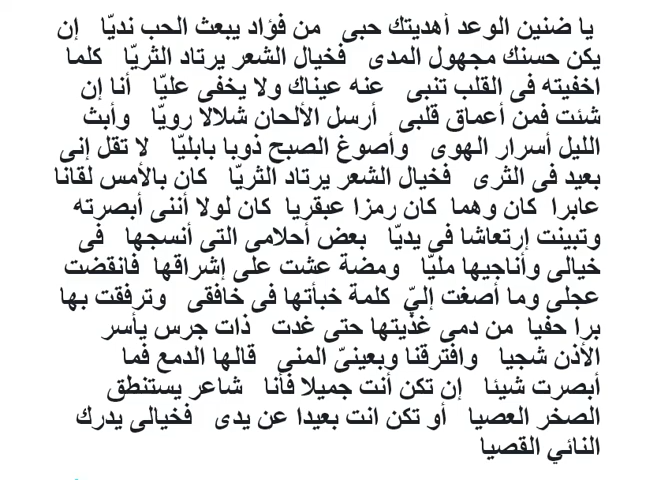 يا ضنين الوعد أهديتك حبى   من فؤاد يبعث الحب نديّا   إن
يكن حسنك مجهول المدى   فخيال الشعر يرتاد الثريّا   كلما
اخفيته فى القلب تنبى   عنه عيناك ولا يخفى عليّا   أنا إن
شئت فمن أعماق قلبى   أرسل الألحان شلالا رويّا   وأبث
الليل أسرار الهوى   وأصوغ الصبح ذوبا بابليّا   لا تقل إنى
بعيد فى الثرى   فخيال الشعر يرتاد الثريّا   كان بالأمس لقانا
عابرا  كان وهما  كان رمزا عبقريا  كان لولا أننى أبصرته
وتبينت إرتعاشا فى يديّا   بعض أحلامى التى أنسجها   فى
خيالى وأناجيها مليّا   ومضة عشت على إشراقها  فانقضت
عجلى وما أصغت إليّ  كلمة خبأتها فى خافقى   وترفقت بها
برا حفيا  من دمى غذّيتها حتى غدت   ذات جرس يأسر
الأذن شجيا   وافترقنا وبعينىّ المنى   قالها الدمع فما
أبصرت شيئا   إن تكن أنت جميلا فأنا   شاعر يستنطق
الصخر العصيا   أو تكن انت بعيدا عن يدى   فخيالى يدرك
النائي القصيا